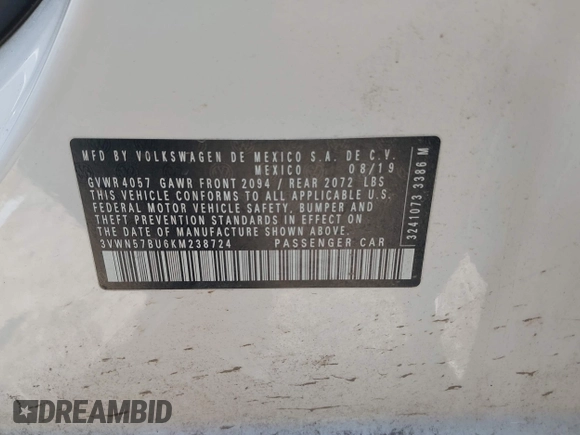 MFD BY VOLKSWAGEN DE MEXICO S.A. DE C.V.
MEXICO 08/19
GVWR 4057 GAWR FRONT 2094 / REAR 2072 LBS
THIS VEHICLE CONFORMS TO ALL APPLICABLE U.S.
FEDERAL MOTOR VEHICLE SAFETY, BUMPER AND
THEFT PREVENTION STANDARDS IN EFFECT ON
THE DATE OF MANUFACTURE SHOWN ABOVE.
3VWN57BU6KM238724 PASSENGER CAR
3241073 3386 M
DREAMBID